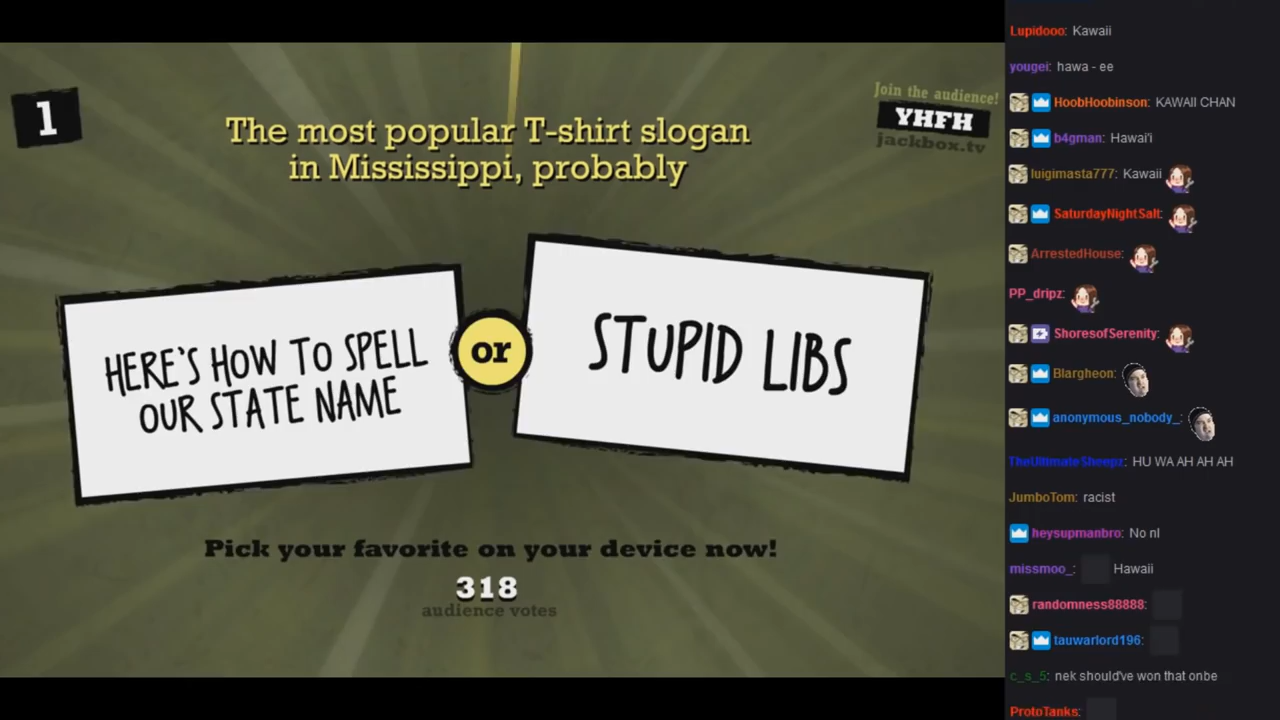 1
The most popular T-shirt slogan
in Mississippi, probably
Join the audience!
YHFH
jackbox.tv
HERE'S HOW TO SPELL
OUR STATE NAME
or
STUPID LIBS
Pick your favorite on your device now!
318
audience votes
Lupidooo: Kawaii
yougei: hawa - ee
HoobHoobinson: KAWAII CHAN
b4gman: Hawai'i
luigimasta777: Kawaii
SaturdayNightSalt:
ArrestedHouse:
PP_dripz:
ShoresofSerenity:
Blargheon:
anonymous_nobody_:
TheUltimateSheepz: HU WA AH AH AH
JumboTom: racist
heysupmanbro: No nl
missmoo_: Hawaii
randomness88888:
tauwarlord196:
c_s_5: nek should've won that onbe
ProtoTanks: